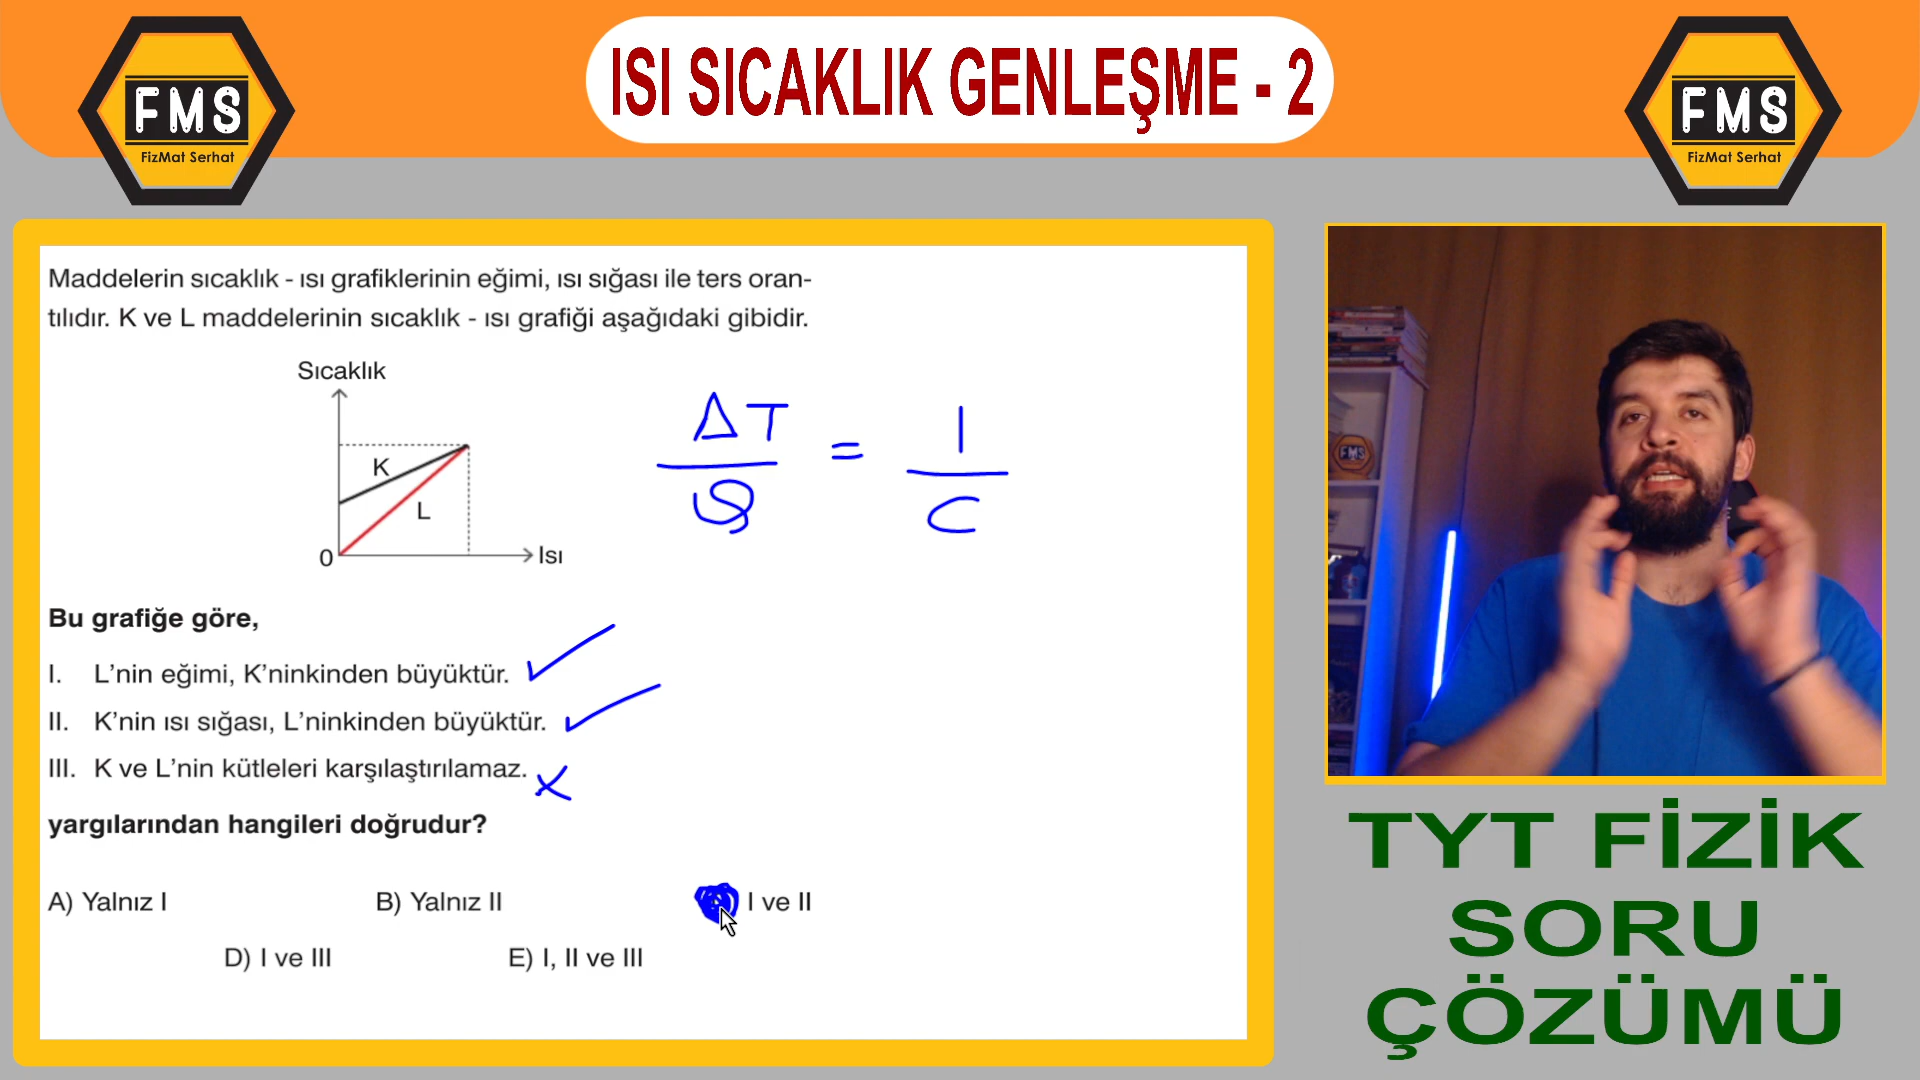 ISI SICAKLIK GENLEŞME - 2
FMS
FizMat Serhat
FMS
FizMat Serhat
Maddelerin sıcaklık - ısı grafiklerinin eğimi, ısı sığası ile ters oran-
tılıdır. K ve L maddelerinin sıcaklık - ısı grafiği aşağıdaki gibidir.
Sıcaklık
K
L
0
Isı
ΔT
Q
=
1
C
Bu grafiğe göre,
I. L'nin eğimi, K'ninkinden büyüktür.
II. K'nin ısı sığası, L'ninkinden büyüktür.
III. K ve L'nin kütleleri karşılaştırılamaz.
yargılarından hangileri doğrudur?
A) Yalnız I
B) Yalnız II
I ve II
D) I ve III
E) I, II ve III
FMS
TYT FİZİK
SORU
ÇÖZÜMÜ